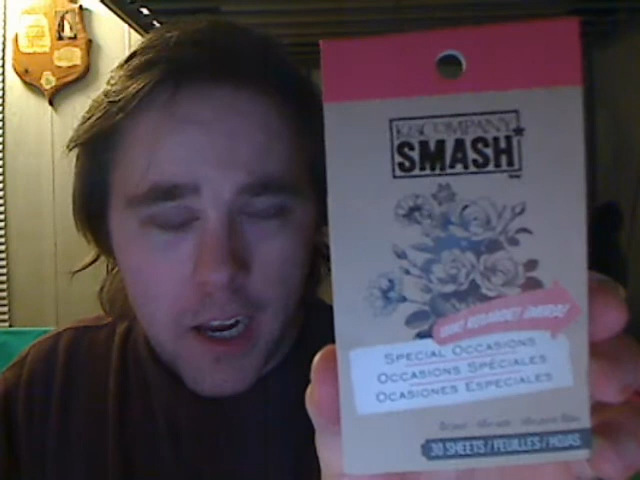 K&COMPANY
SMASH*
SPECIAL OCCASIONS
OCCASIONS SPÉCIALES
OCASIONES ESPECIALES
30 SHEETS / FEUILLES / HOJAS